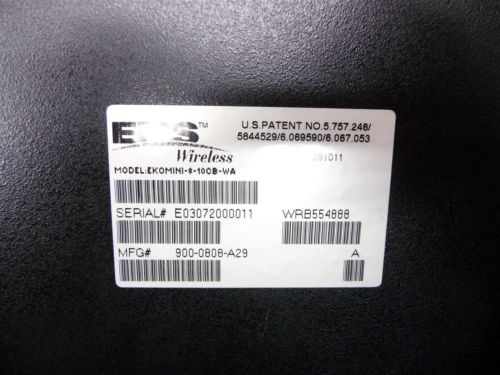 U.S.PATENT NO.5.757.246/
5844529/6.069590/6.067.053
EMS™
Wireless
051011
MODEL:EKOMINI-8-100B-WA
SERIAL# E03072000011 WRB554888
MFG# 900-0808-A29 A